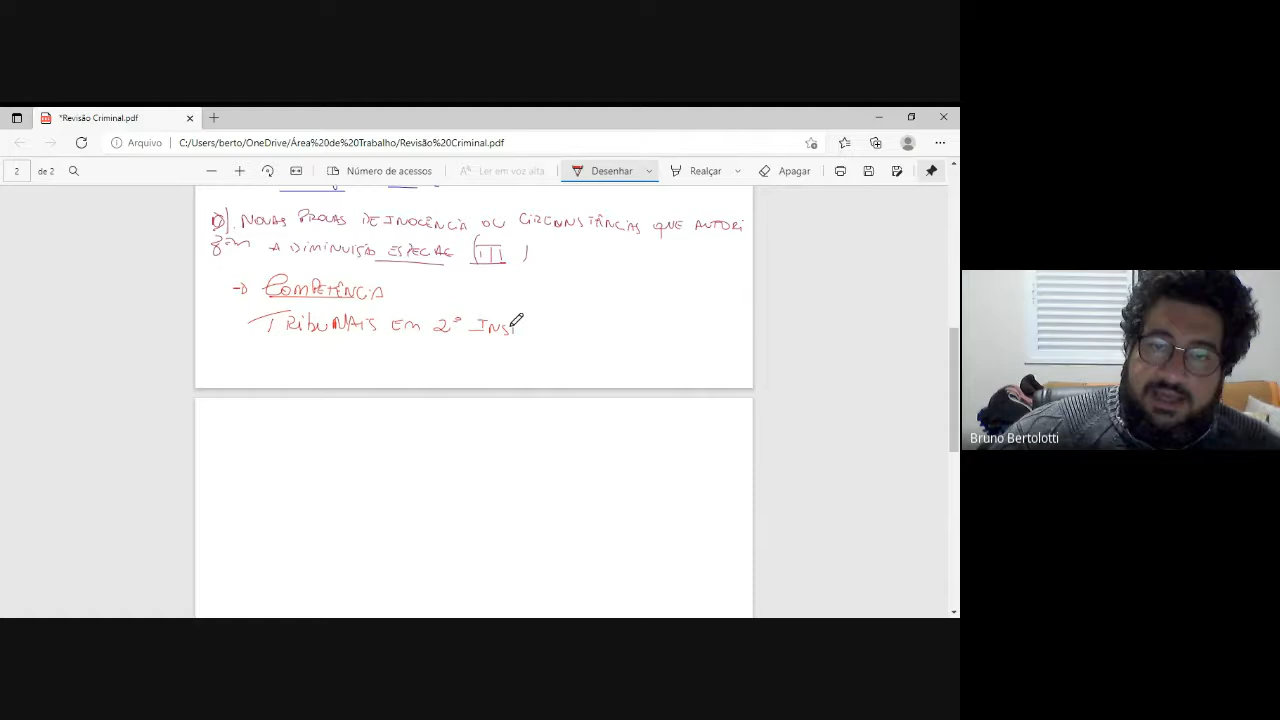 *Revisão Criminal.pdf
Arquivo C:/Users/berto/OneDrive/Área%20de%20Trabalho/Revisão%20Criminal.pdf
2 de 2 Número de acessos Ler em voz alta Desenhar Realçar Apagar
D). NOVAS PROVAS DE INOCÊNCIA OU CIRCUNSTÂNCIAS QUE AUTORI
ZEM A DIMINUIÇÃO ESPECIAL (III)
→ COMPETÊNCIA
TRIBUNAIS EM 2ª INST
Bruno Bertolotti